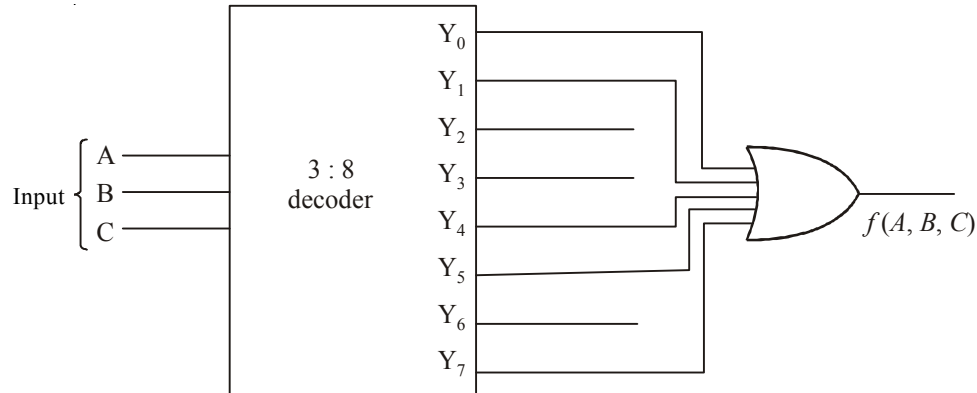 Input
A
B
C
3 : 8
decoder
Y0
Y1
Y2
Y3
Y4
Y5
Y6
Y7
f (A, B, C)